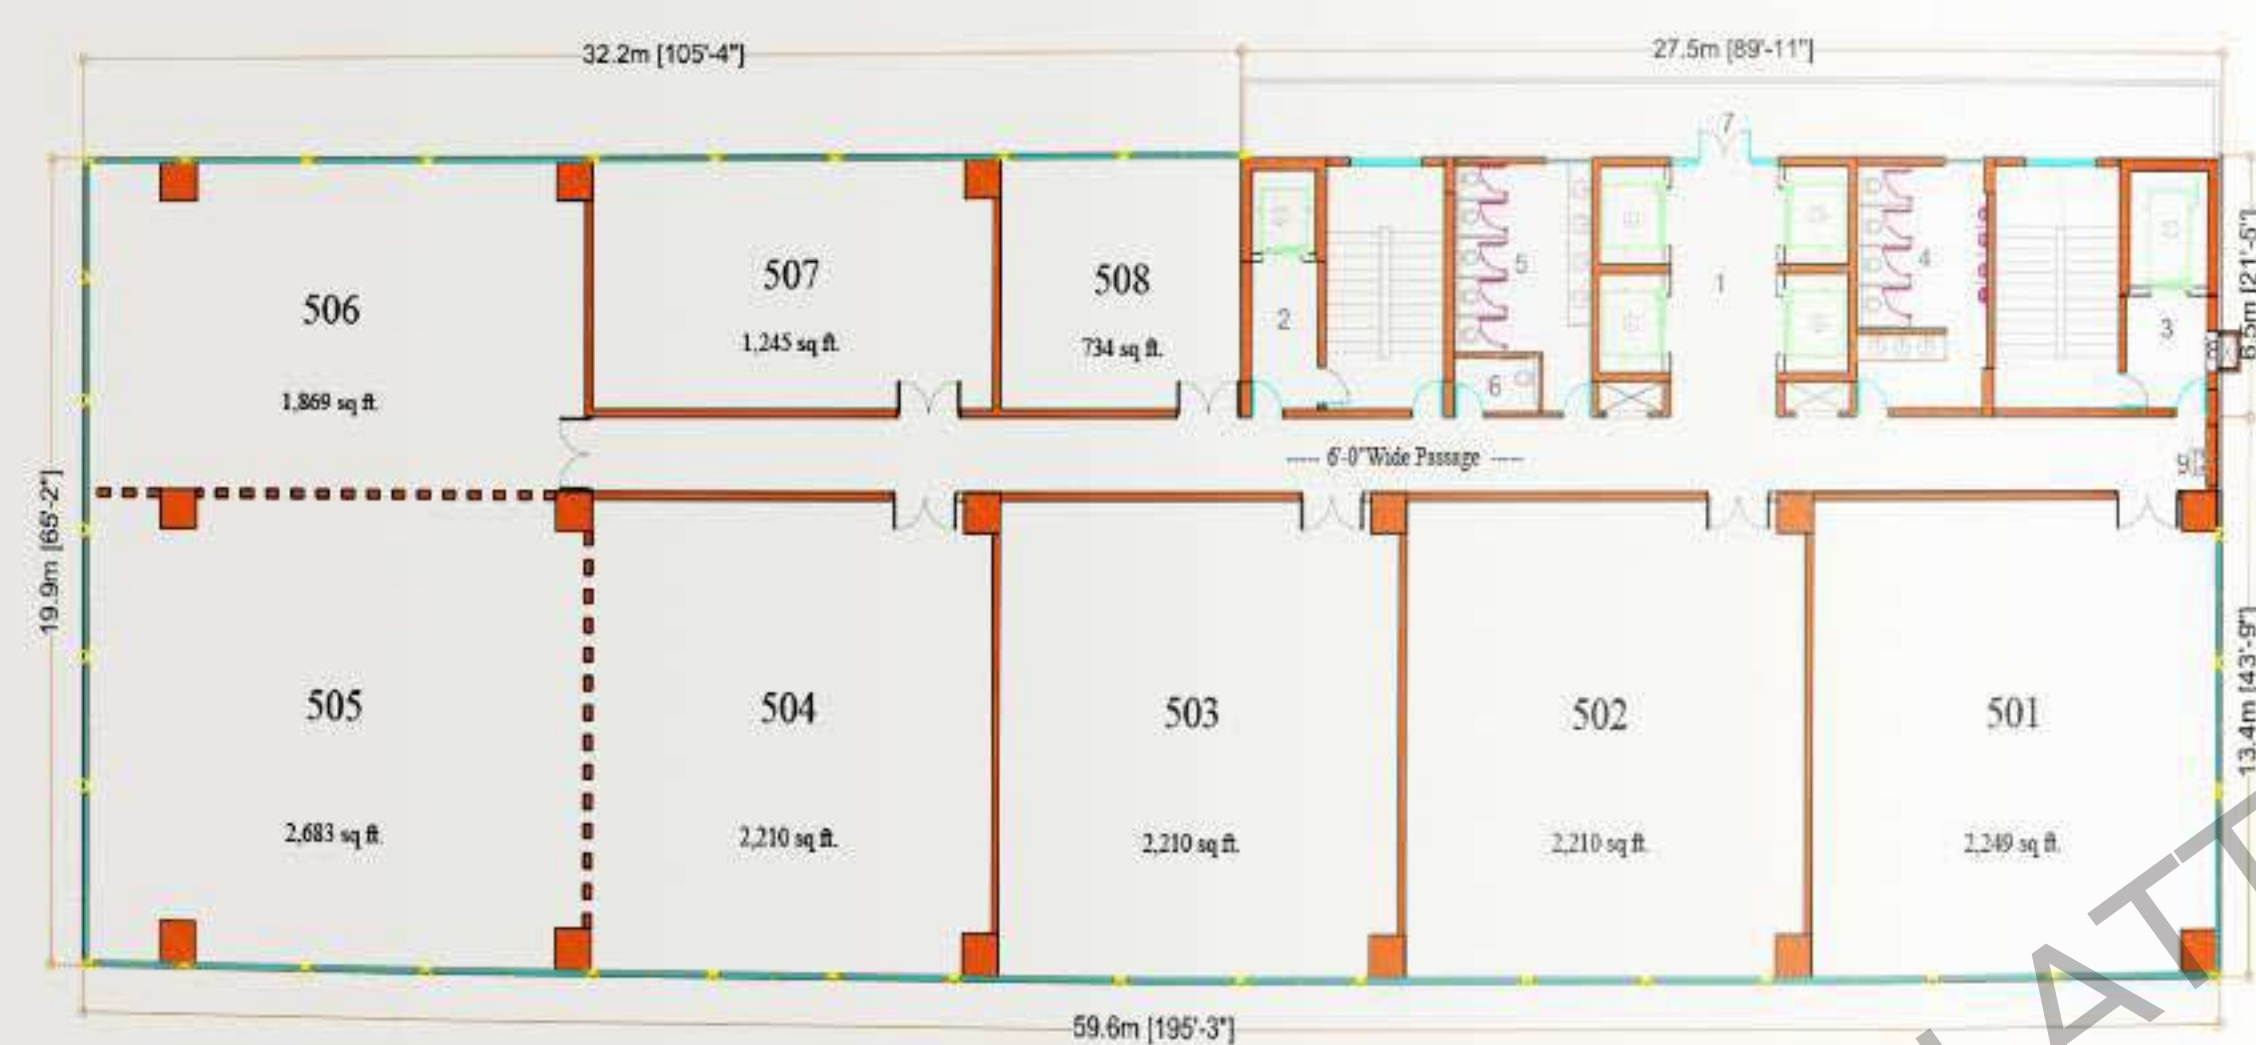 32.2m [105'-4"]
27.5m [89'-11"]
7
506
1,869 sq ft.
507
1,245 sq ft.
508
734 sq ft.
2
5
6
1
4
3
8
6.5m [21'-5"]
---- 6'-0"Wide Passage ----
9
19.9m [65'-2"]
505
2,683 sq ft.
504
2,210 sq ft.
503
2,210 sq ft.
502
2,210 sq ft.
501
2,249 sq ft.
13.4m [43'-9"]
59.6m [195'-3"]